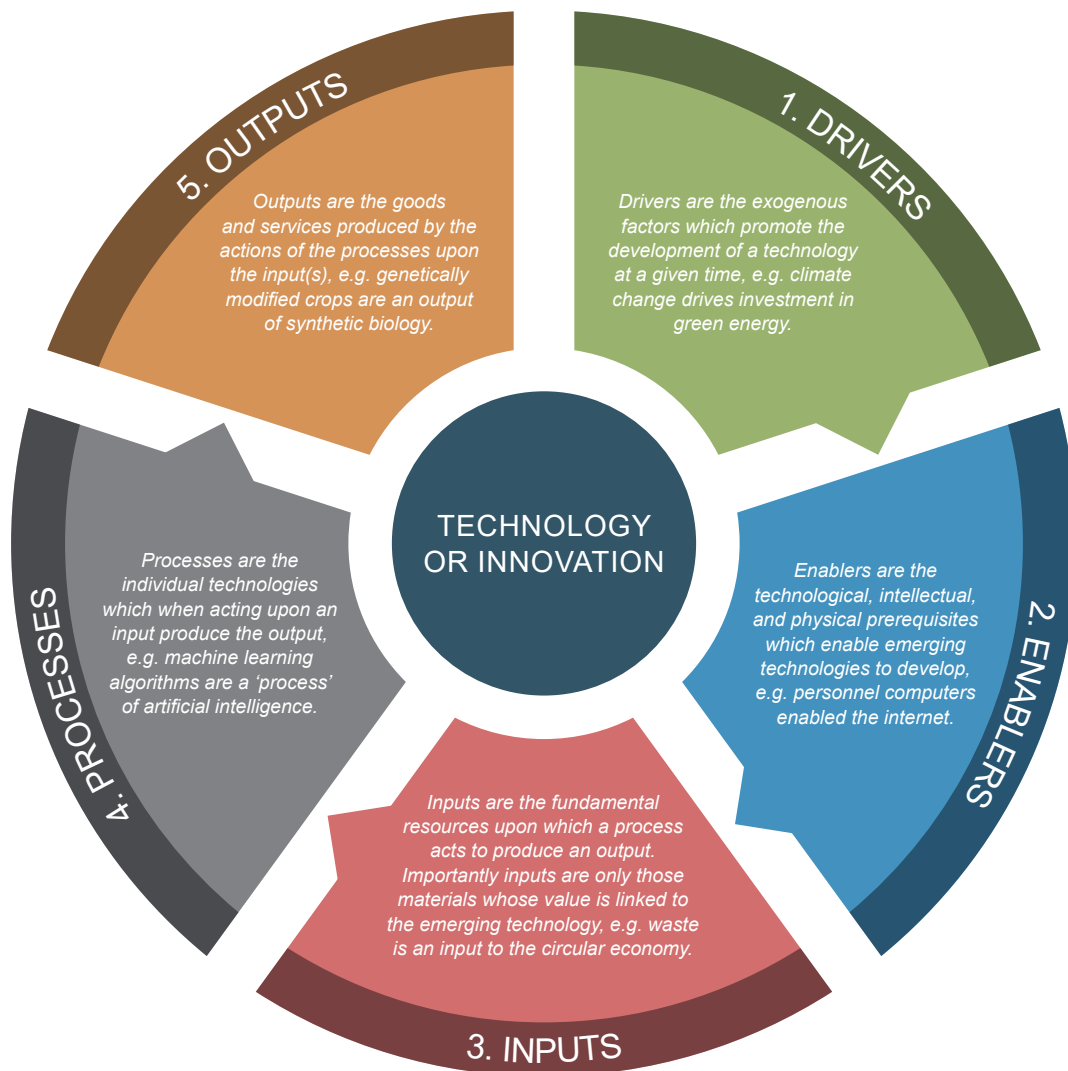 TECHNOLOGY
OR INNOVATION
1. DRIVERS
Drivers are the exogenous
factors which promote the
development of a technology
at a given time, e.g. climate
change drives investment in
green energy.
2. ENABLERS
Enablers are the
technological, intellectual,
and physical prerequisites
which enable emerging
technologies to develop,
e.g. personnel computers
enabled the internet.
3. INPUTS
Inputs are the fundamental
resources upon which a process
acts to produce an output.
Importantly inputs are only those
materials whose value is linked to
the emerging technology, e.g. waste
is an input to the circular economy.
4. PROCESSES
Processes are the
individual technologies
which when acting upon an
input produce the output,
e.g. machine learning
algorithms are a ‘process’
of artificial intelligence.
5. OUTPUTS
Outputs are the goods
and services produced by the
actions of the processes upon
the input(s), e.g. genetically
modified crops are an output
of synthetic biology.